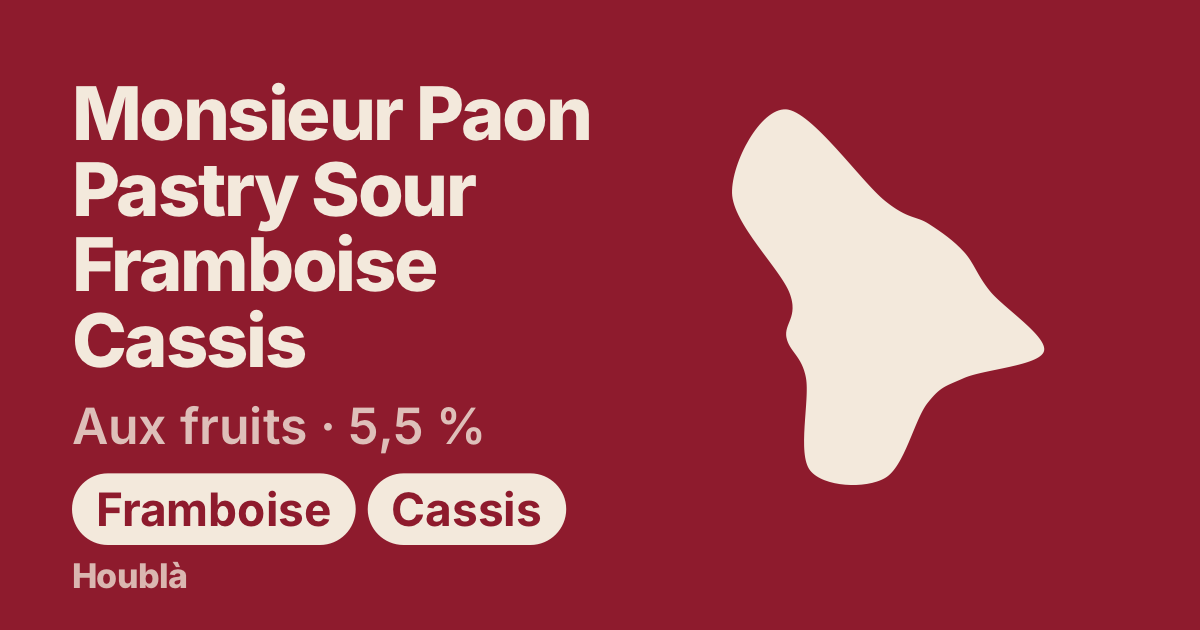 Monsieur Paon
Pastry Sour
Framboise
Cassis
Aux fruits · 5,5 %
Framboise Cassis
Houblà